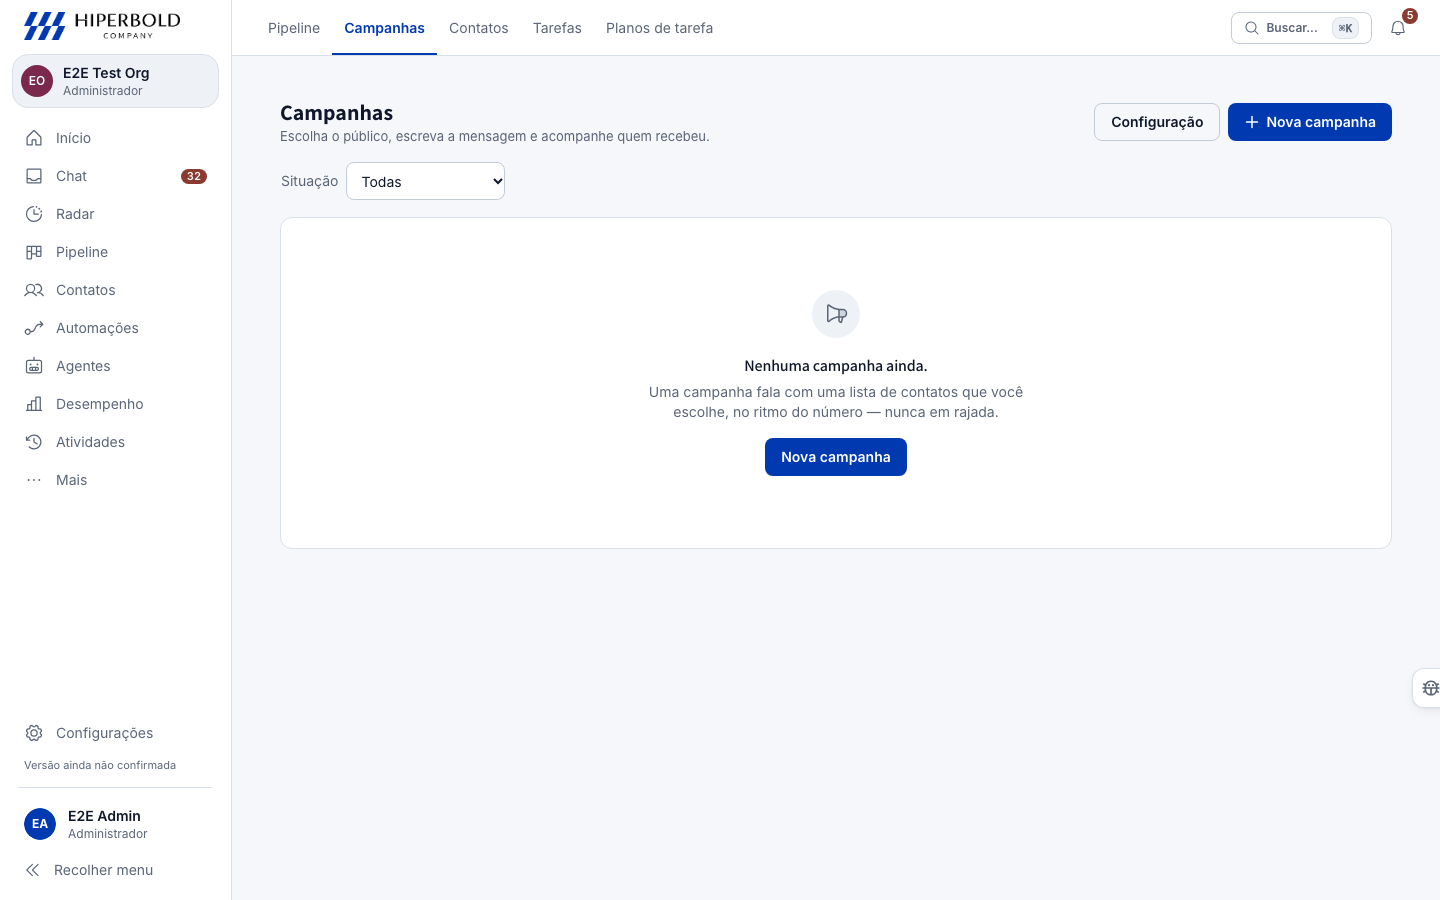 HIPERBOLD
COMPANY
EO
E2E Test Org
Administrador
Início
Chat
32
Radar
Pipeline
Contatos
Automações
Agentes
Desempenho
Atividades
Mais
Configurações
Versão ainda não confirmada
EA
E2E Admin
Administrador
Recolher menu
Pipeline
Campanhas
Contatos
Tarefas
Planos de tarefa
Buscar...
⌘K
5
Campanhas
Escolha o público, escreva a mensagem e acompanhe quem recebeu.
Configuração
Nova campanha
Situação
Todas
Nenhuma campanha ainda.
Uma campanha fala com uma lista de contatos que você
escolhe, no ritmo do número — nunca em rajada.
Nova campanha